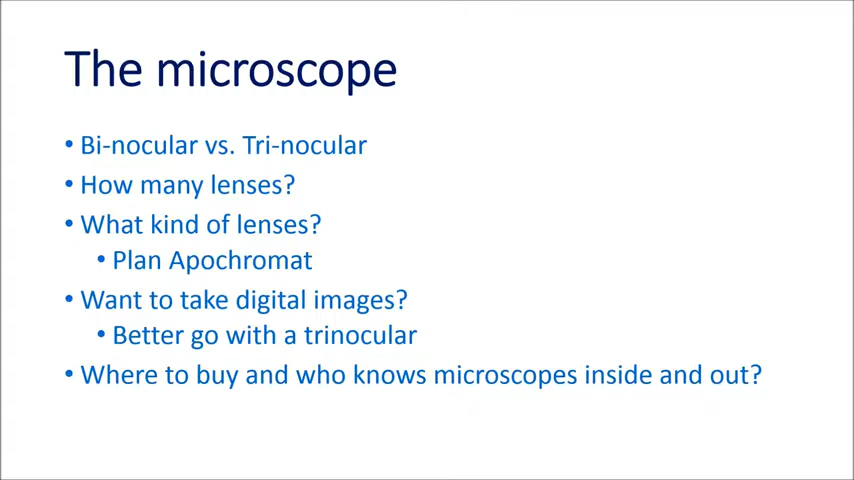 The microscope
• Bi-nocular vs. Tri-nocular
• How many lenses?
• What kind of lenses?
• Plan Apochromat
• Want to take digital images?
• Better go with a trinocular
• Where to buy and who knows microscopes inside and out?